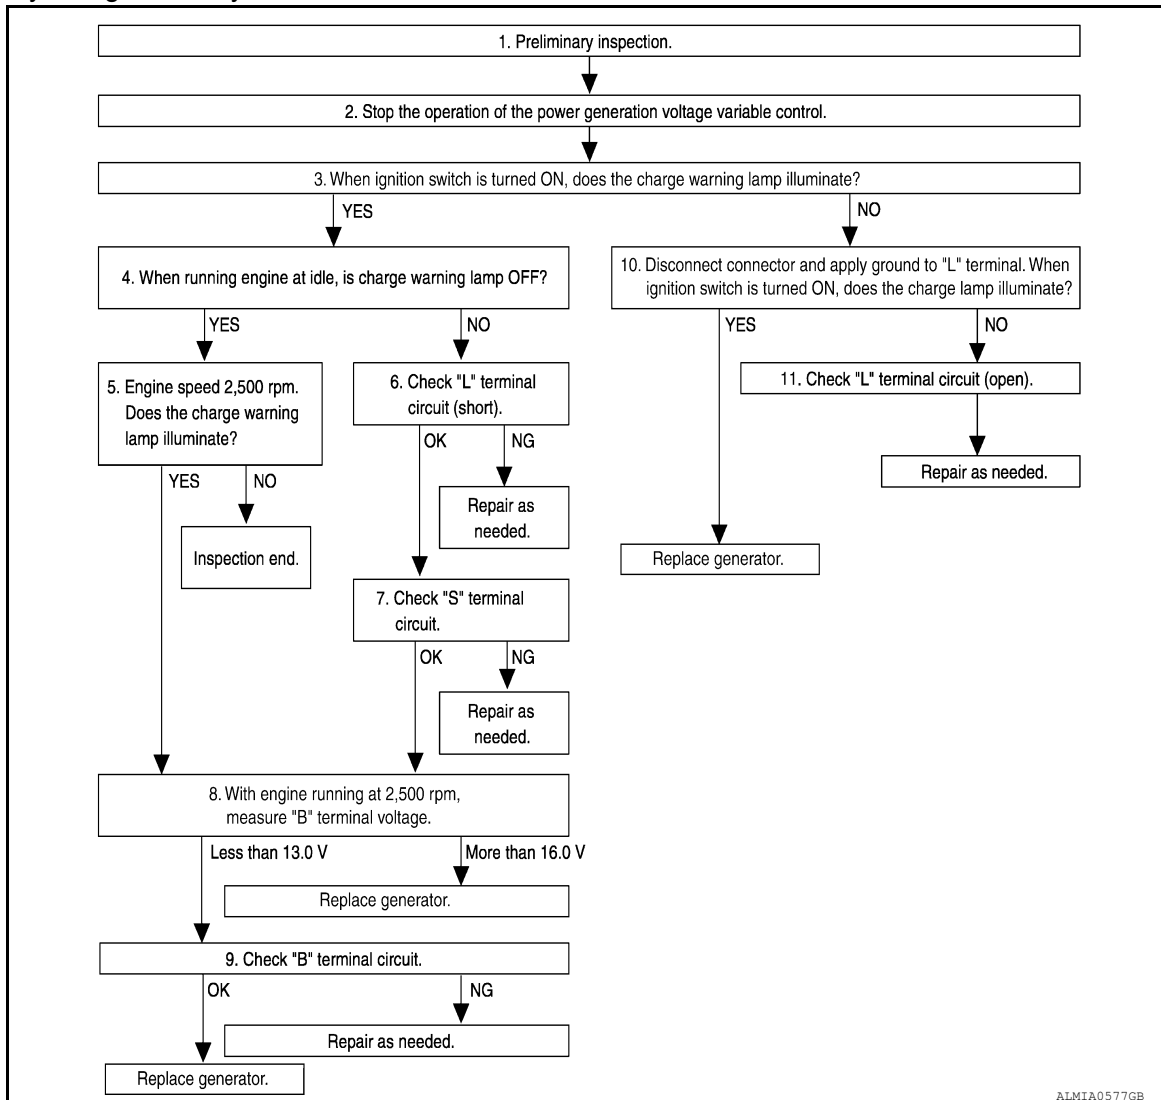 1. Preliminary inspection.
2. Stop the operation of the power generation voltage variable control.
3. When ignition switch is turned ON, does the charge warning lamp illuminate?
YES
NO
4. When running engine at idle, is charge warning lamp OFF?
10. Disconnect connector and apply ground to "L" terminal. When
ignition switch is turned ON, does the charge lamp illuminate?
YES
NO
YES
NO
5. Engine speed 2,500 rpm.
Does the charge warning
lamp illuminate?
6. Check "L" terminal
circuit (short).
11. Check "L" terminal circuit (open).
OK
NG
YES
NO
Repair as needed.
Repair as
needed.
Inspection end.
Replace generator.
7. Check "S" terminal
circuit.
OK
NG
Repair as
needed.
8. With engine running at 2,500 rpm,
measure "B" terminal voltage.
Less than 13.0 V
More than 16.0 V
Replace generator.
9. Check "B" terminal circuit.
OK
NG
Repair as needed.
Replace generator.
ALMIA0577GB